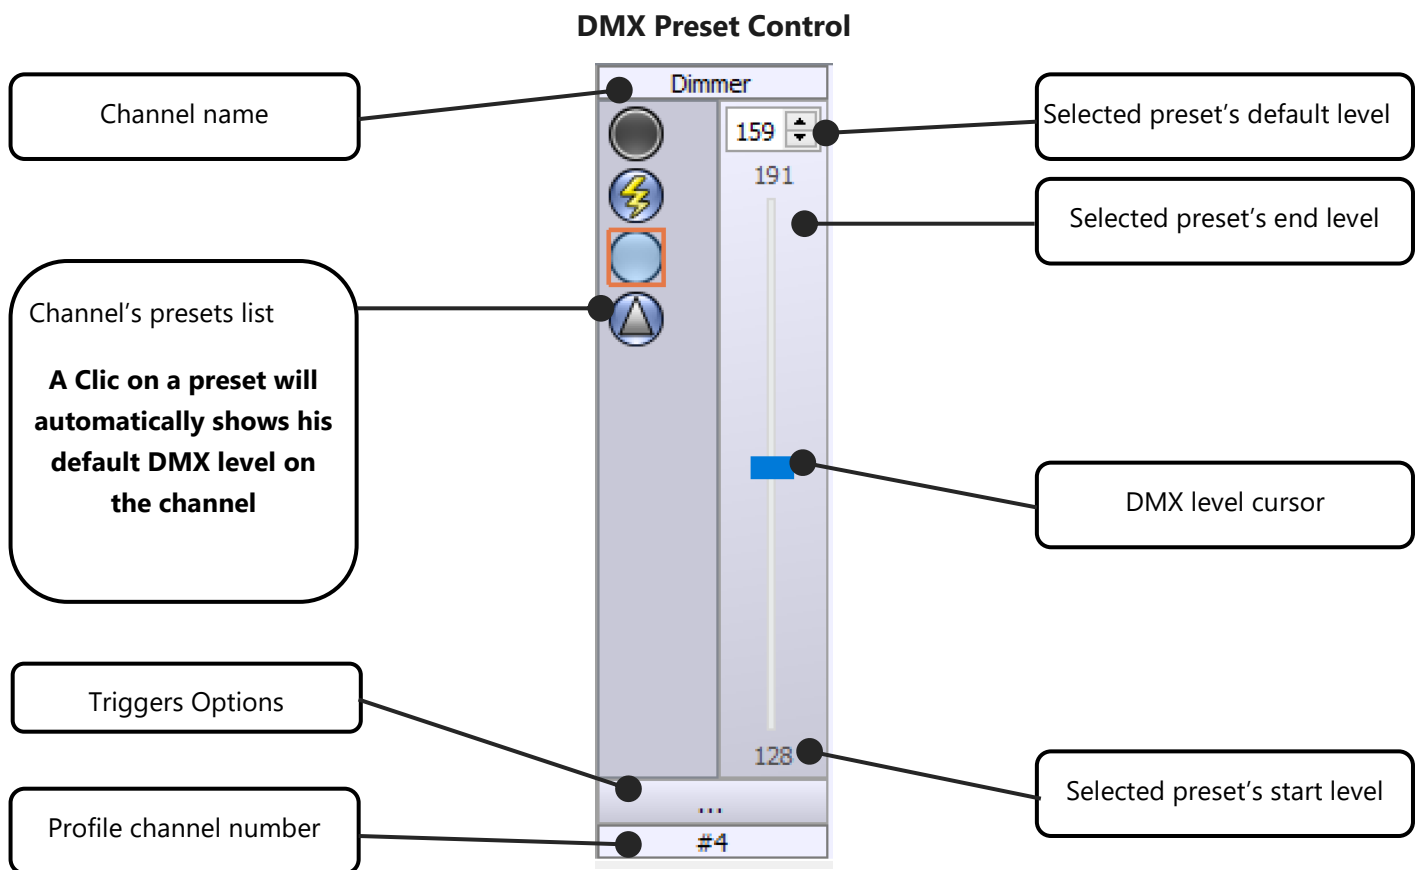 DMX Preset Control
Channel name
Dimmer
Selected preset’s default level
159
191
Selected preset’s end level
Channel’s presets list
A Clic on a preset will
automatically shows his
default DMX level on
the channel
DMX level cursor
Triggers Options
128
Selected preset’s start level
...
Profile channel number
#4